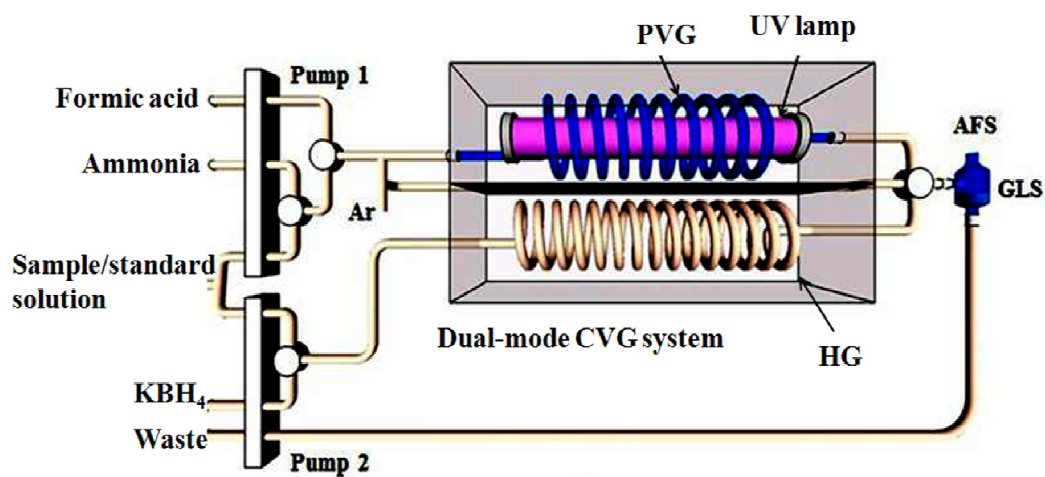 PVG
UV lamp
Pump 1
Formic acid
Ammonia
AFS
GLS
Ar
Sample/standard
solution
Dual-mode CVG system
HG
KBH₄
Waste
Pump 2